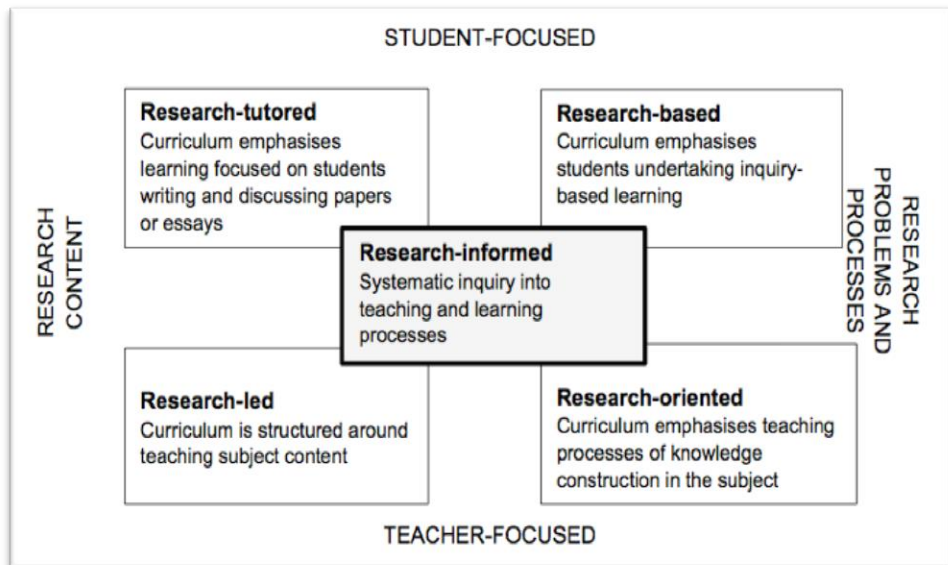 STUDENT-FOCUSED
Research-tutored
Curriculum emphasises
learning focused on students
writing and discussing papers
or essays
Research-based
Curriculum emphasises
students undertaking inquiry-
based learning
RESEARCH
CONTENT
Research-informed
Systematic inquiry into
teaching and learning
processes
RESEARCH
PROBLEMS AND
PROCESSES
Research-led
Curriculum is structured around
teaching subject content
Research-oriented
Curriculum emphasises teaching
processes of knowledge
construction in the subject
TEACHER-FOCUSED